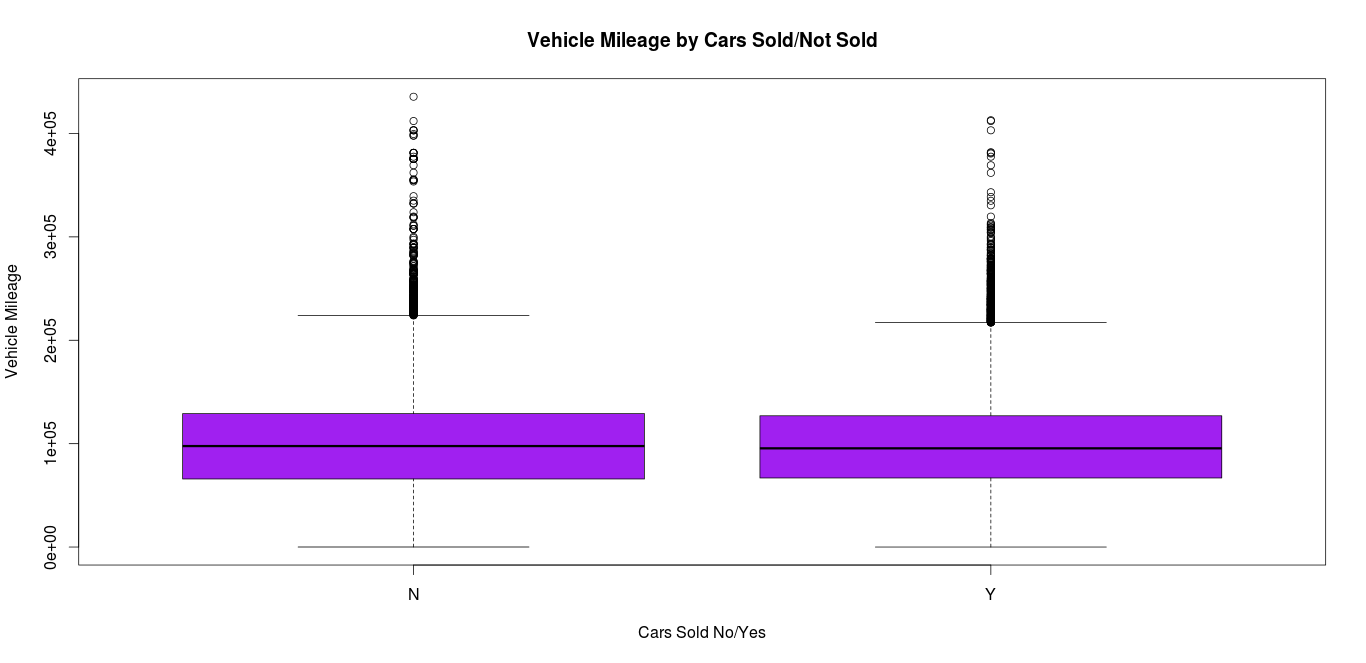 Vehicle Mileage by Cars Sold/Not Sold
Vehicle Mileage
4e+05
3e+05
2e+05
1e+05
0e+00
N
Y
Cars Sold No/Yes